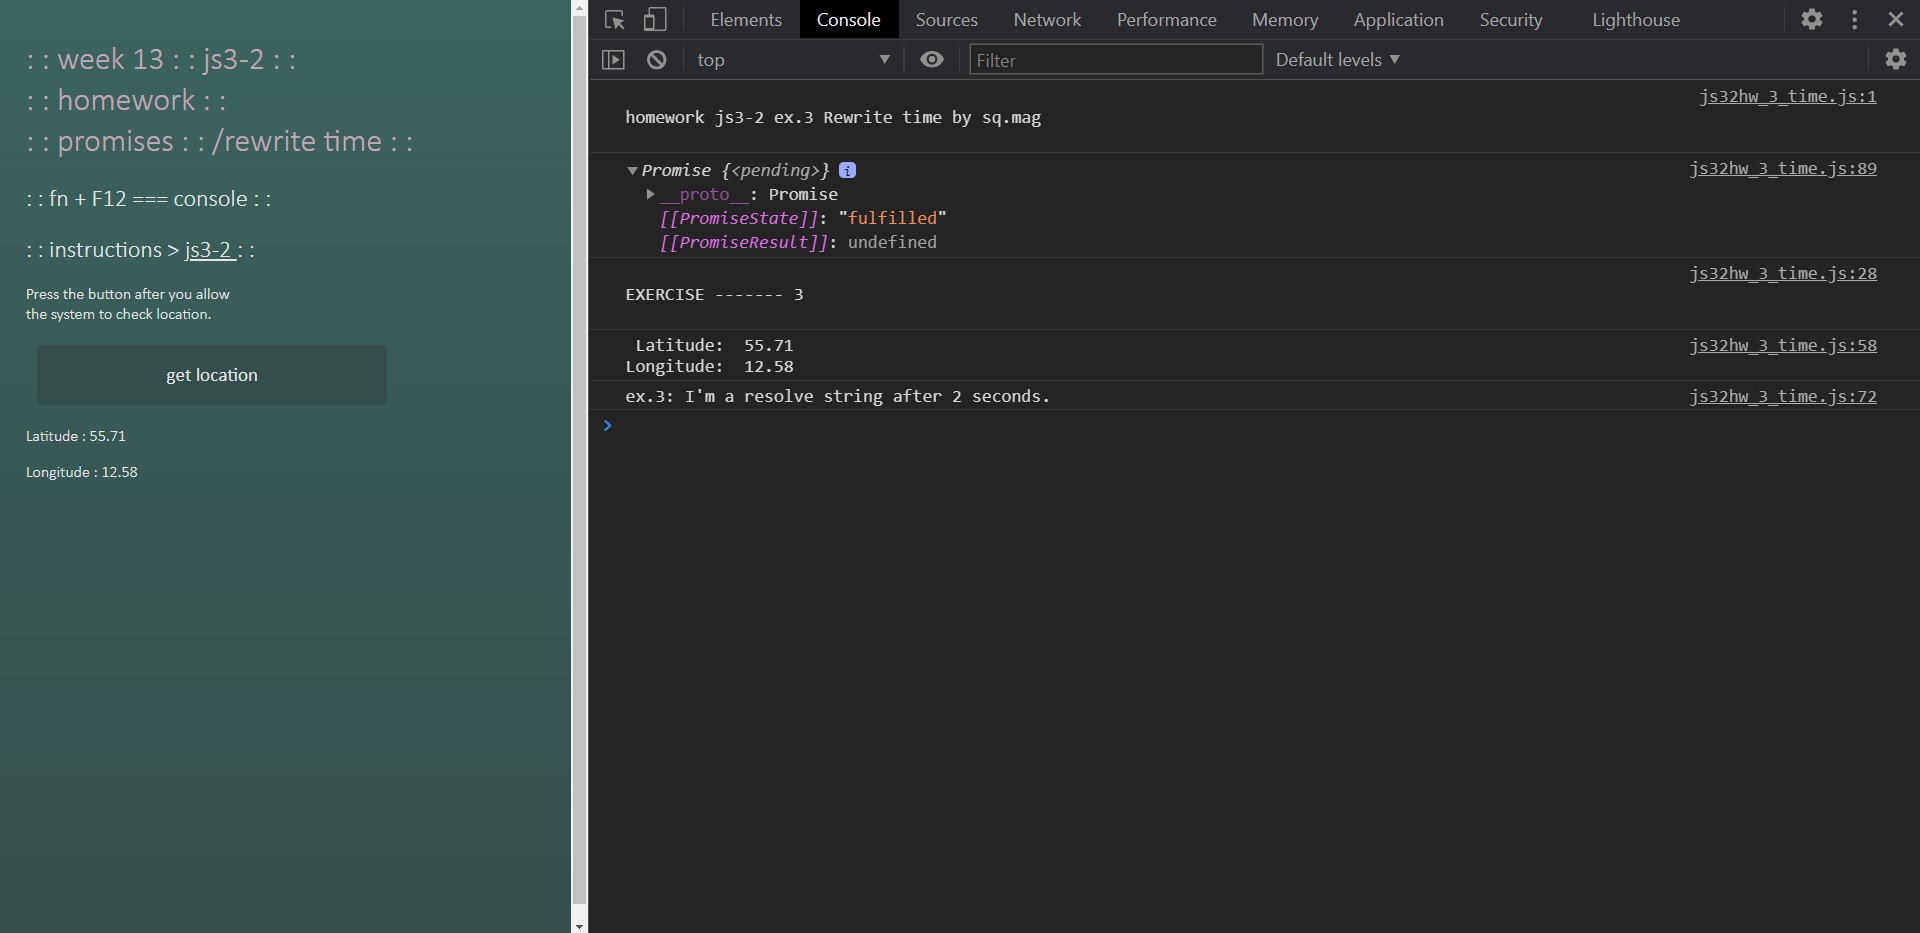 : : week 13 : : js3-2 : :
: : homework : :
: : promises : : /rewrite time : :
: : fn + F12 === console : :
: : instructions > js3-2 : :
Press the button after you allow
the system to check location.
get location
Latitude : 55.71
Longitude : 12.58
Elements Console Sources Network Performance Memory Application Security Lighthouse
top Filter Default levels
js32hw_3_time.js:1
homework js3-2 ex.3 Rewrite time by sq.mag
Promise {<pending>} i js32hw_3_time.js:89
__proto__: Promise
[[PromiseState]]: "fulfilled"
[[PromiseResult]]: undefined
js32hw_3_time.js:28
EXERCISE ------- 3
Latitude: 55.71 js32hw_3_time.js:58
Longitude: 12.58
ex.3: I'm a resolve string after 2 seconds. js32hw_3_time.js:72